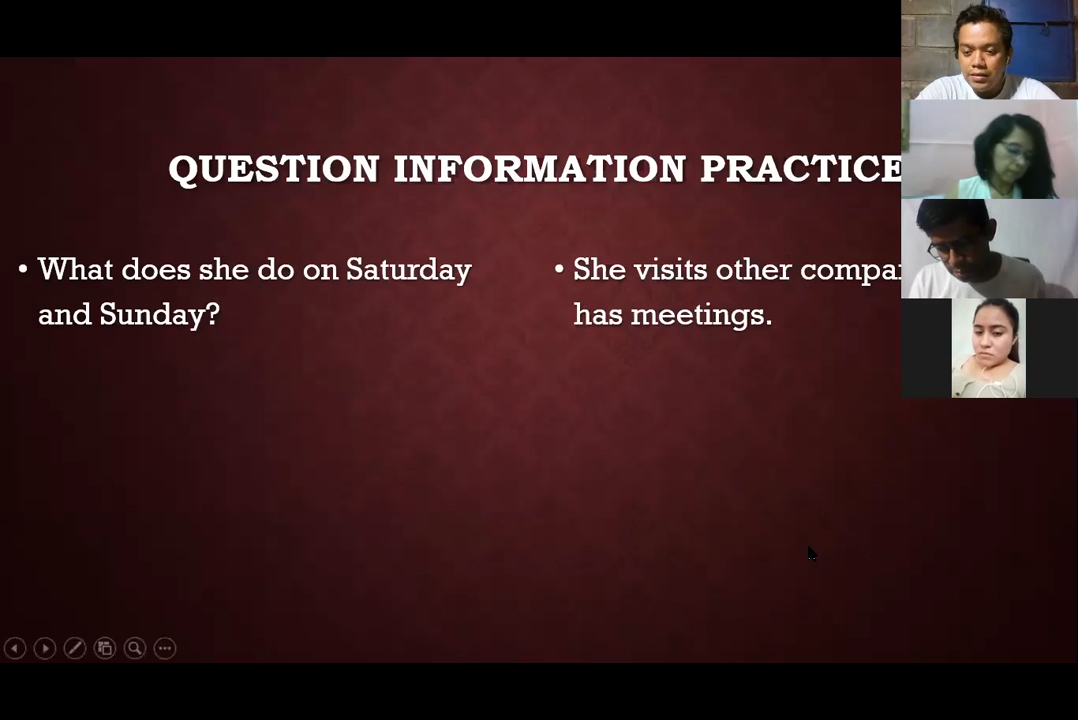 QUESTION INFORMATION PRACTICE
• What does she do on Saturday
and Sunday?
• She visits other
has meetings.